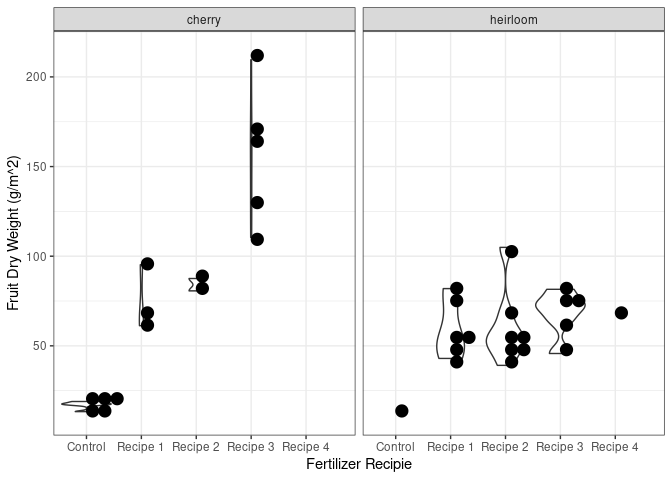 cherry
heirloom
Fruit Dry Weight (g/m^2)
200
150
100
50
Control Recipe 1 Recipe 2 Recipe 3 Recipe 4
Control Recipe 1 Recipe 2 Recipe 3 Recipe 4
Fertilizer Recipie